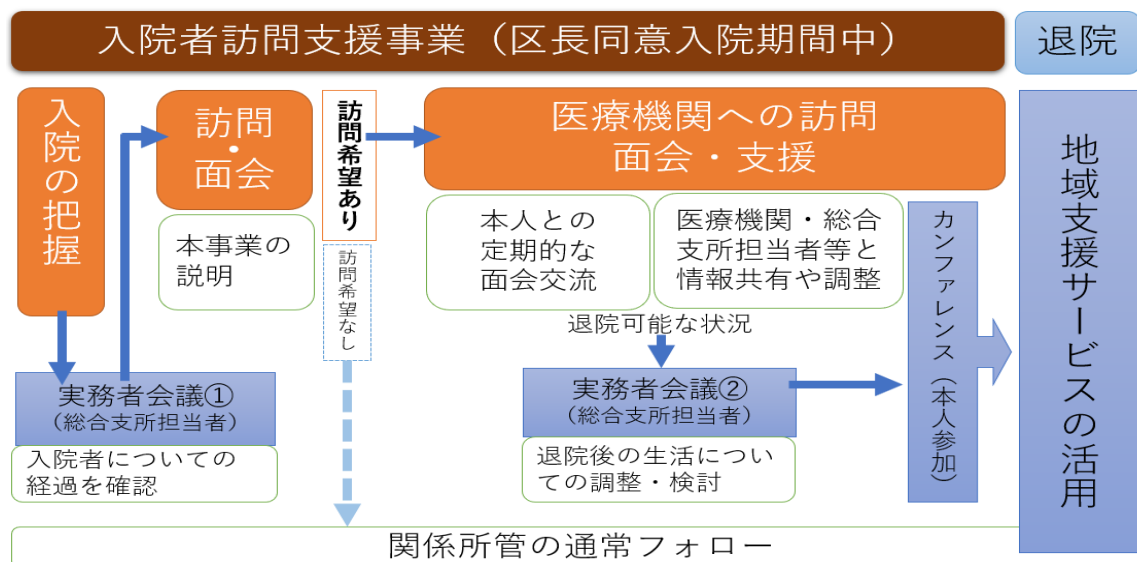 入院者訪問支援事業（区長同意入院期間中）
退院
入院の把握
訪問・
面会
本事業の
説明
訪問希望あり
訪問希望なし
医療機関への訪問
面会・支援
本人との
定期的な
面会交流
医療機関・総合
支所担当者等と
情報共有や調整
退院可能な状況
実務者会議①
（総合支所担当者）
入院者についての
経過を確認
実務者会議②
（総合支所担当者）
退院後の生活につい
ての調整・検討
カンファレンス（本人参加）
地域支援サービスの活用
関係所管の通常フォロー